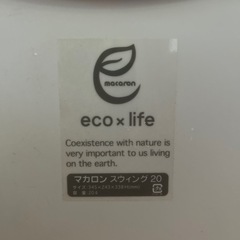 macaron
eco × life
Coexistence with nature is
very important to us living
on the earth.
マカロン スウィング 20